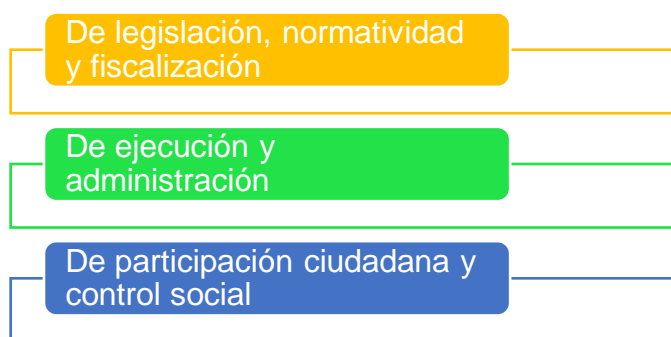 De legislación, normatividad
y fiscalización
De ejecución y
administración
De participación ciudadana y
control social